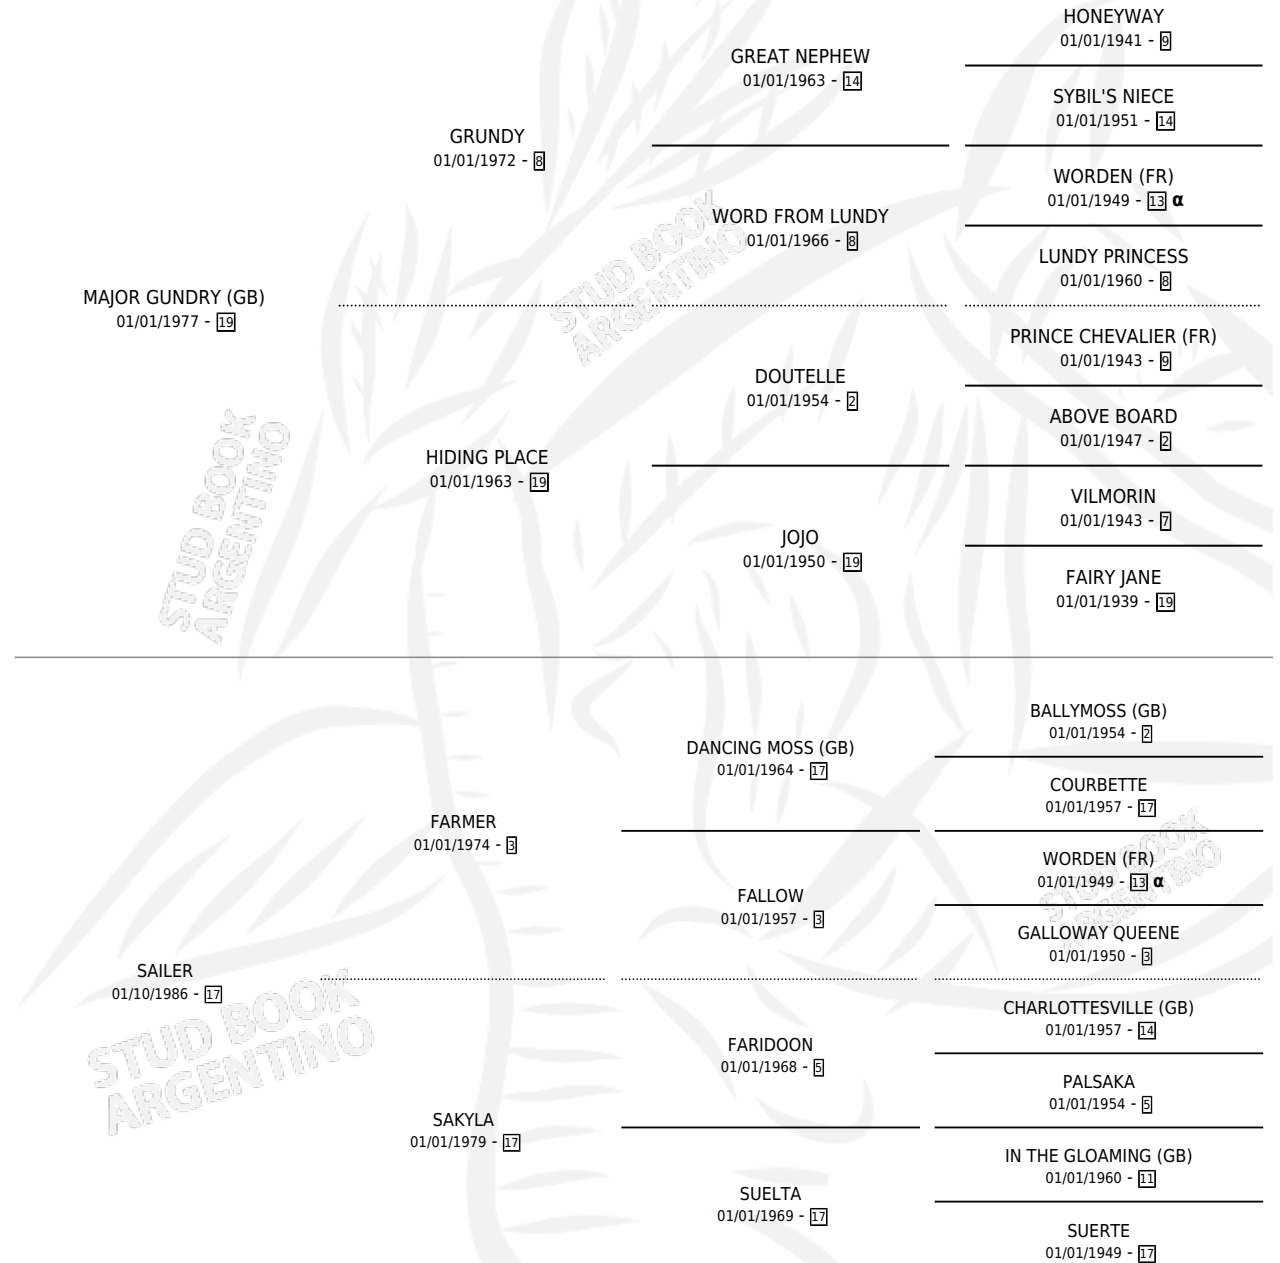 HONEYWAY
01/01/1941 - 9
GREAT NEPHEW
01/01/1963 - 14
SYBIL'S NIECE
01/01/1951 - 14
GRUNDY
01/01/1972 - 8
WORDEN (FR)
01/01/1949 - 13 α
WORD FROM LUNDY
01/01/1966 - 8
LUNDY PRINCESS
01/01/1960 - 8
MAJOR GUNDRY (GB)
01/01/1977 - 19
PRINCE CHEVALIER (FR)
01/01/1943 - 9
DOUTELLE
01/01/1954 - 2
ABOVE BOARD
01/01/1947 - 2
HIDING PLACE
01/01/1963 - 19
VILMORIN
01/01/1943 - 7
JOJO
01/01/1950 - 19
FAIRY JANE
01/01/1939 - 19
BALLYMOSS (GB)
01/01/1954 - 2
DANCING MOSS (GB)
01/01/1964 - 17
COURBETTE
01/01/1957 - 17
FARMER
01/01/1974 - 3
WORDEN (FR)
01/01/1949 - 13 α
FALLOW
01/01/1957 - 3
GALLOWAY QUEENE
01/01/1950 - 3
SAILER
01/10/1986 - 17
CHARLOTTESVILLE (GB)
01/01/1957 - 14
FARIDOON
01/01/1968 - 5
PALSAKA
01/01/1954 - 5
SAKYLA
01/01/1979 - 17
IN THE GLOAMING (GB)
01/01/1960 - 11
SUELTA
01/01/1969 - 17
SUERTE
01/01/1949 - 17
STUD BOOK
ARGENTINO
STUD BOOK
ARGENTINO
STUD BOOK
ARGENTINO
STUD BOOK
ARGENTINO